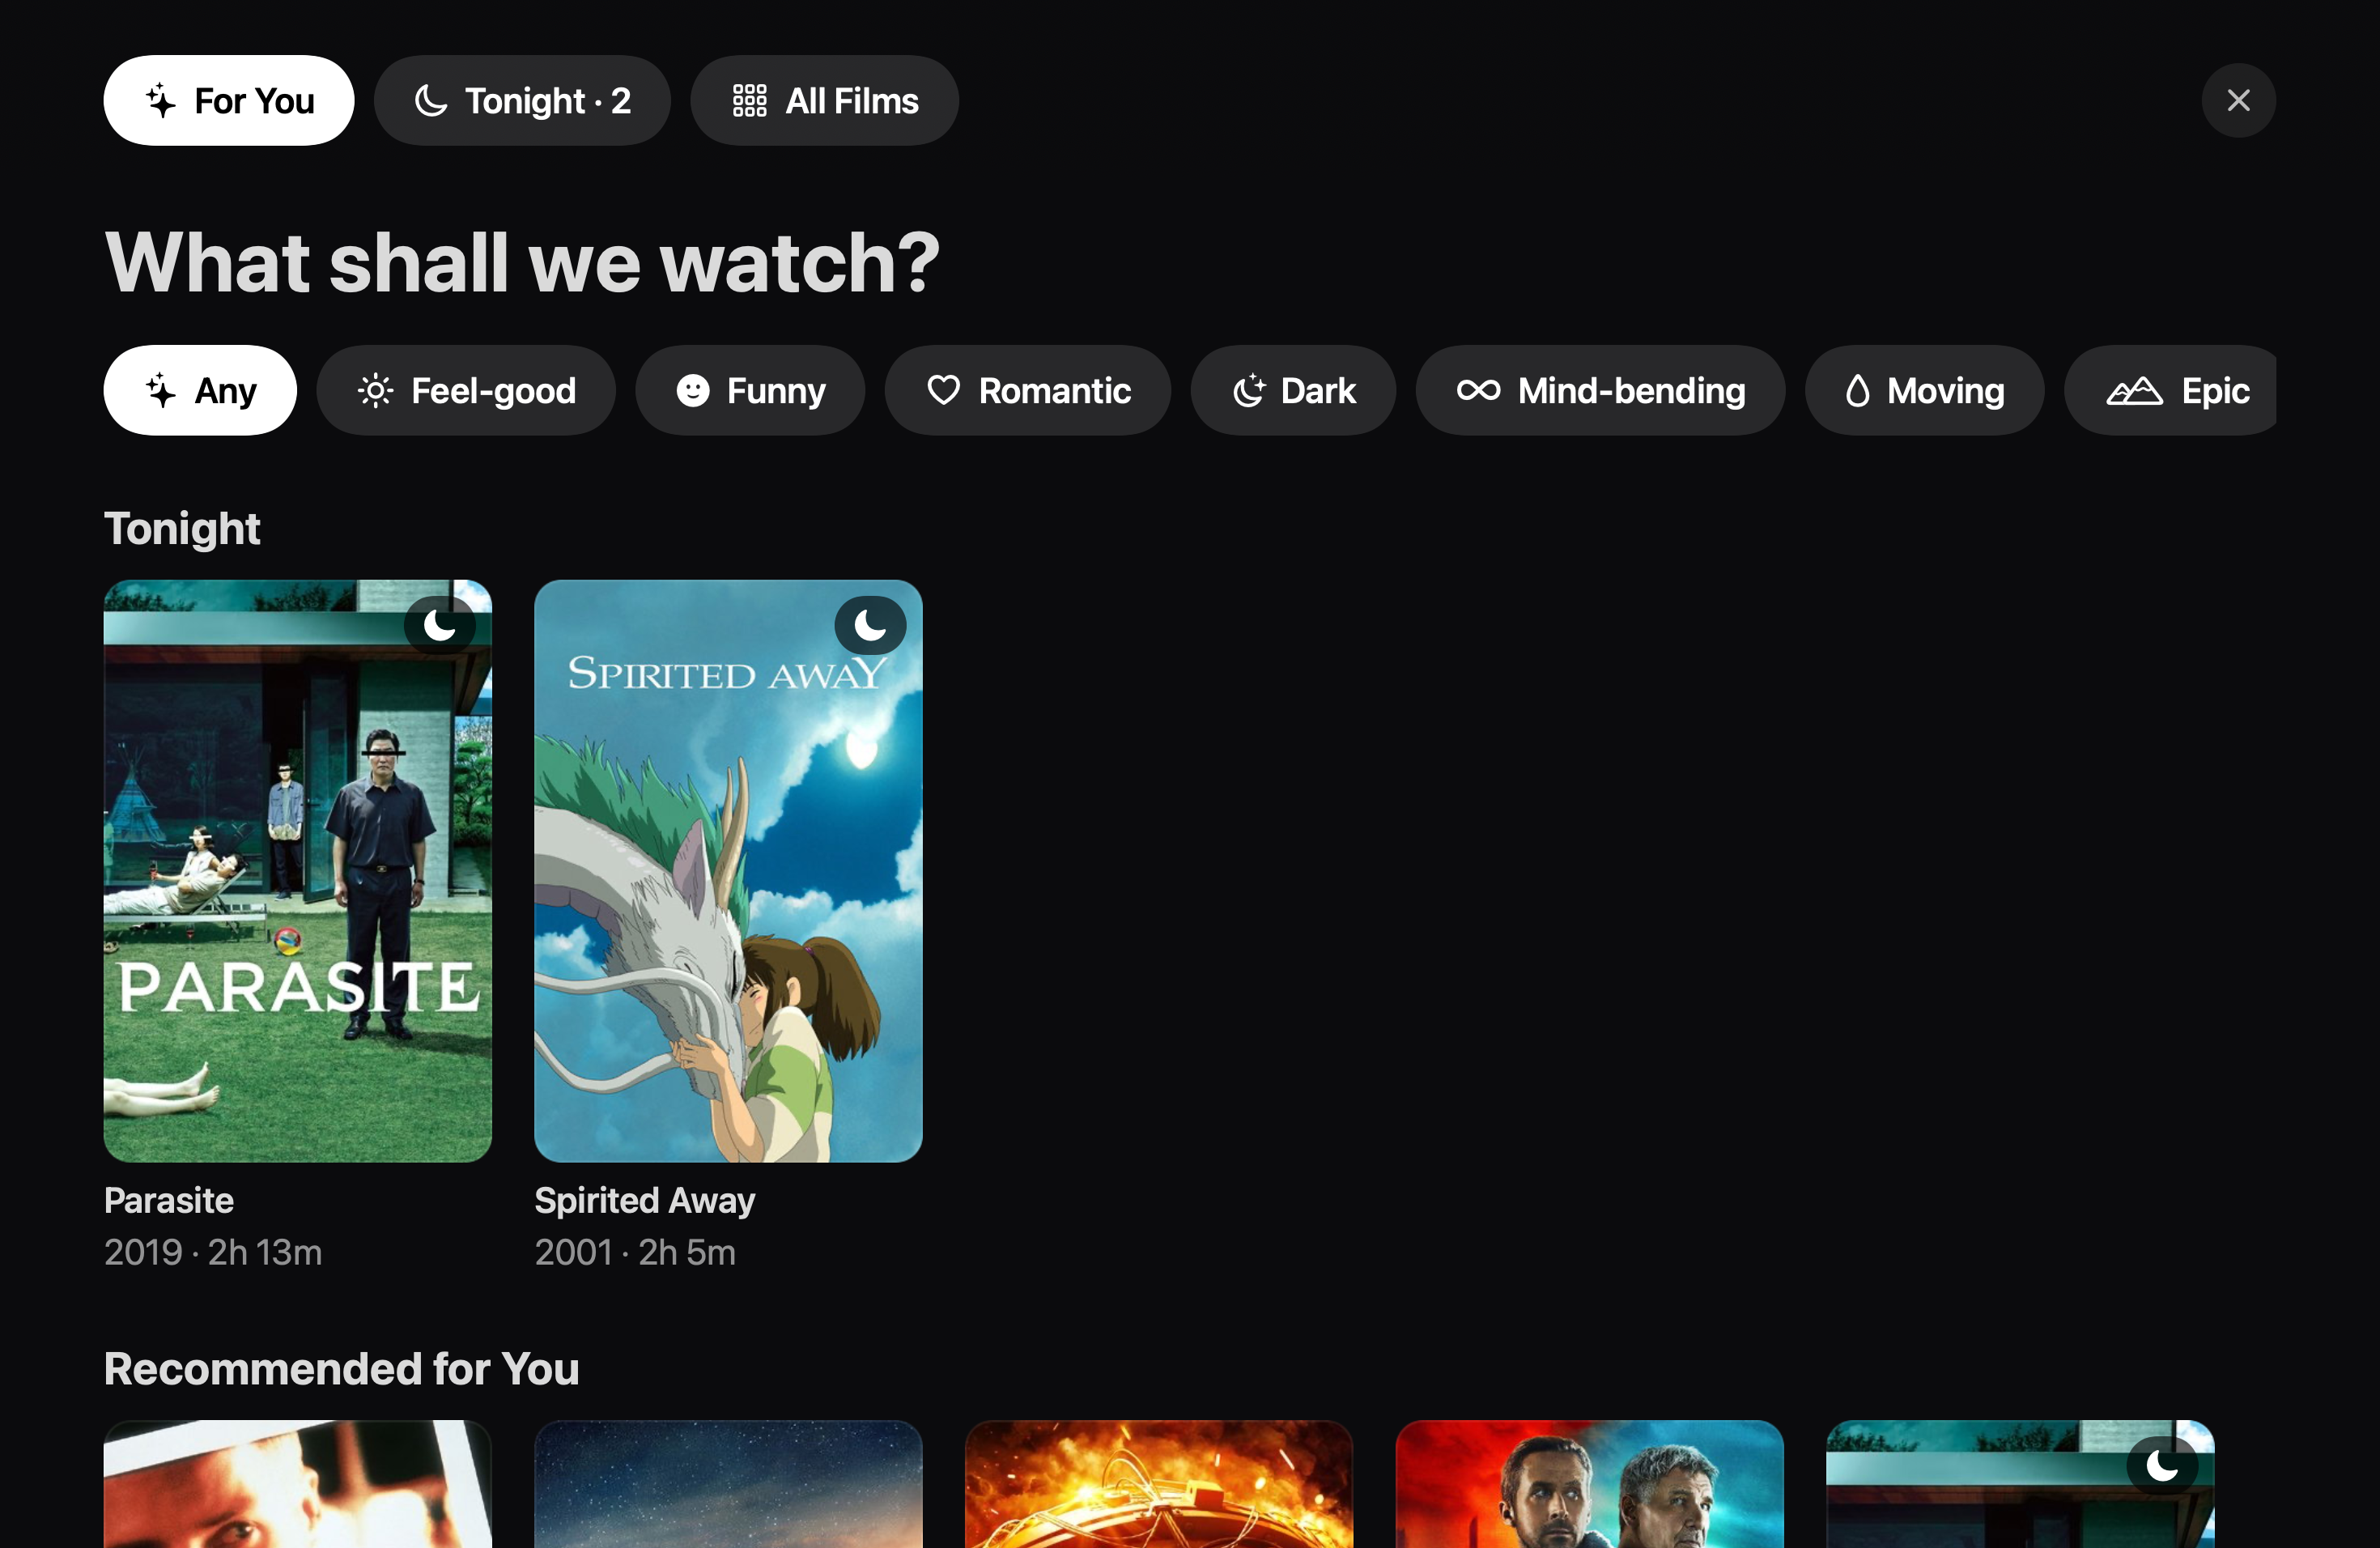 For You
Tonight · 2
All Films
What shall we watch?
Any
Feel-good
Funny
Romantic
Dark
Mind-bending
Moving
Epic
Tonight
PARASITE
SPIRITED AWAY
Parasite
2019 · 2h 13m
Spirited Away
2001 · 2h 5m
Recommended for You